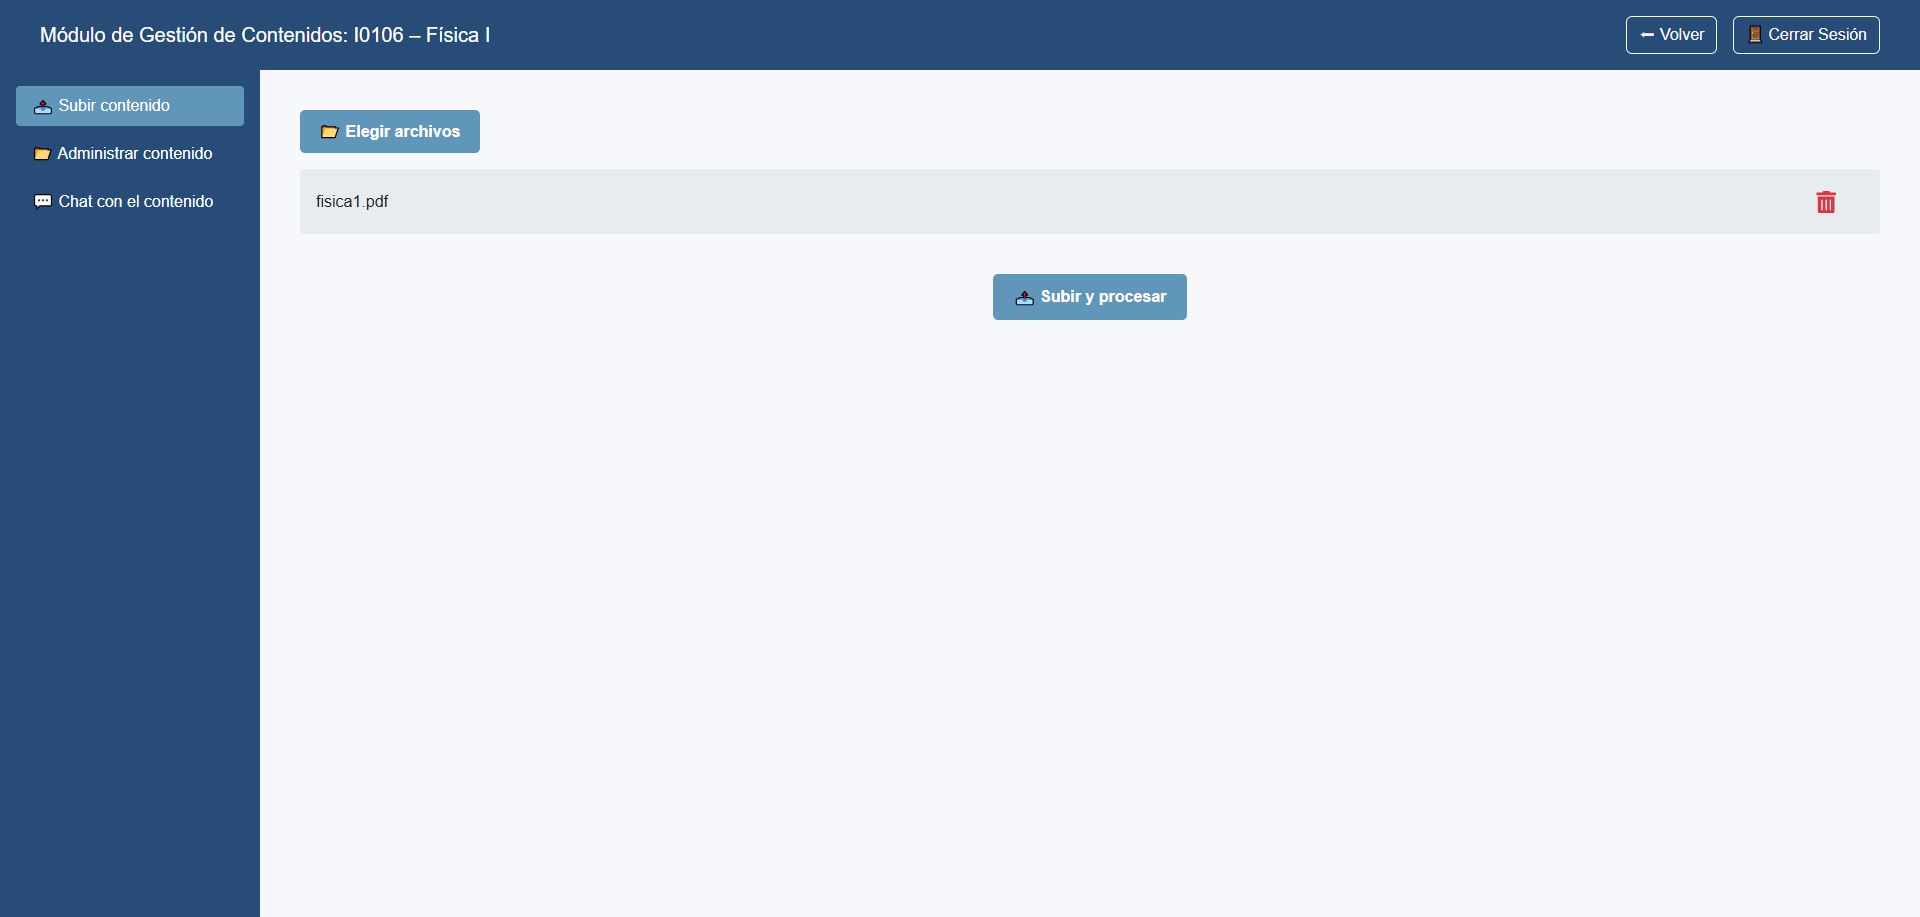 Módulo de Gestión de Contenidos: I0106 – Física I
Volver
Cerrar Sesión
Subir contenido
Administrar contenido
Chat con el contenido
Elegir archivos
fisica1.pdf
Subir y procesar